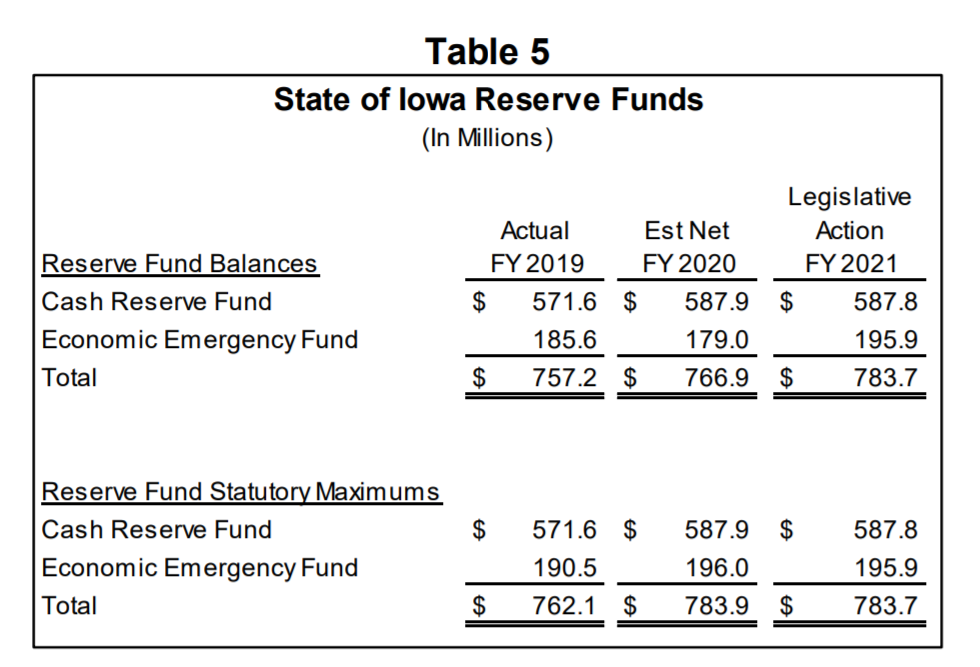 Table 5
State of Iowa Reserve Funds
(In Millions)
Legislative
Actual Est Net Action
Reserve Fund Balances FY 2019 FY 2020 FY 2021
Cash Reserve Fund $ 571.6 $ 587.9 $ 587.8
Economic Emergency Fund 185.6 179.0 195.9
Total $ 757.2 $ 766.9 $ 783.7
Reserve Fund Statutory Maximums
Cash Reserve Fund $ 571.6 $ 587.9 $ 587.8
Economic Emergency Fund 190.5 196.0 195.9
Total $ 762.1 $ 783.9 $ 783.7